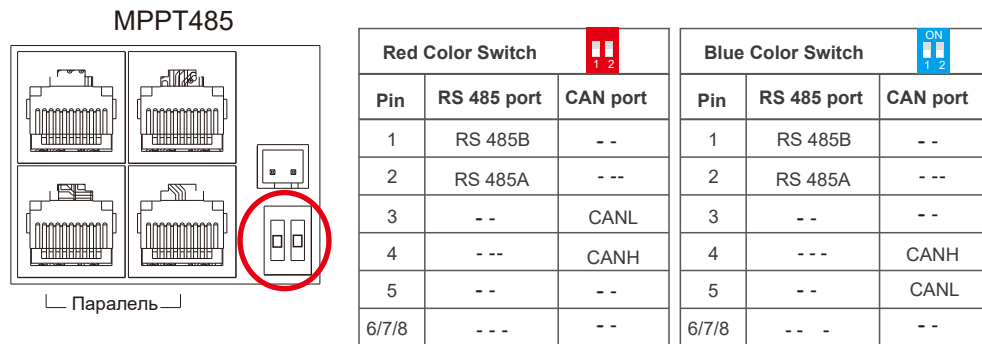 MPPT485
Паралель
Red Color Switch 1 2
Pin RS 485 port CAN port
1 RS 485B - -
2 RS 485A - --
3 - - CANL
4 - -- CANH
5 - - - -
6/7/8 - - - - -
Blue Color Switch ON 1 2
Pin RS 485 port CAN port
1 RS 485B - -
2 RS 485A - --
3 - - - -
4 - - - CANH
5 - - CANL
6/7/8 - - - - -